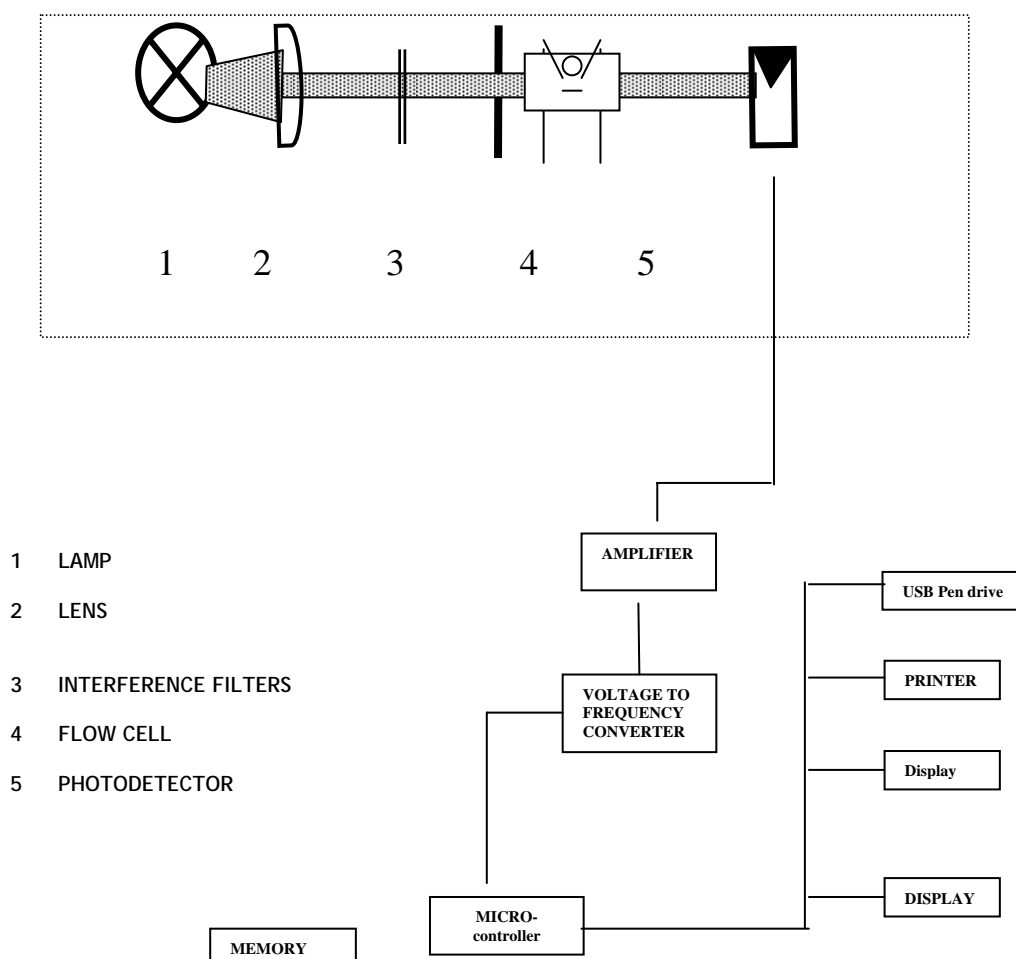 1 2 3 4 5
AMPLIFIER
1 LAMP
USB Pen drive
2 LENS
3 INTERFERENCE FILTERS
VOLTAGE TO
FREQUENCY
CONVERTER
PRINTER
4 FLOW CELL
5 PHOTODETECTOR
Display
DISPLAY
MICRO-
controller
MEMORY